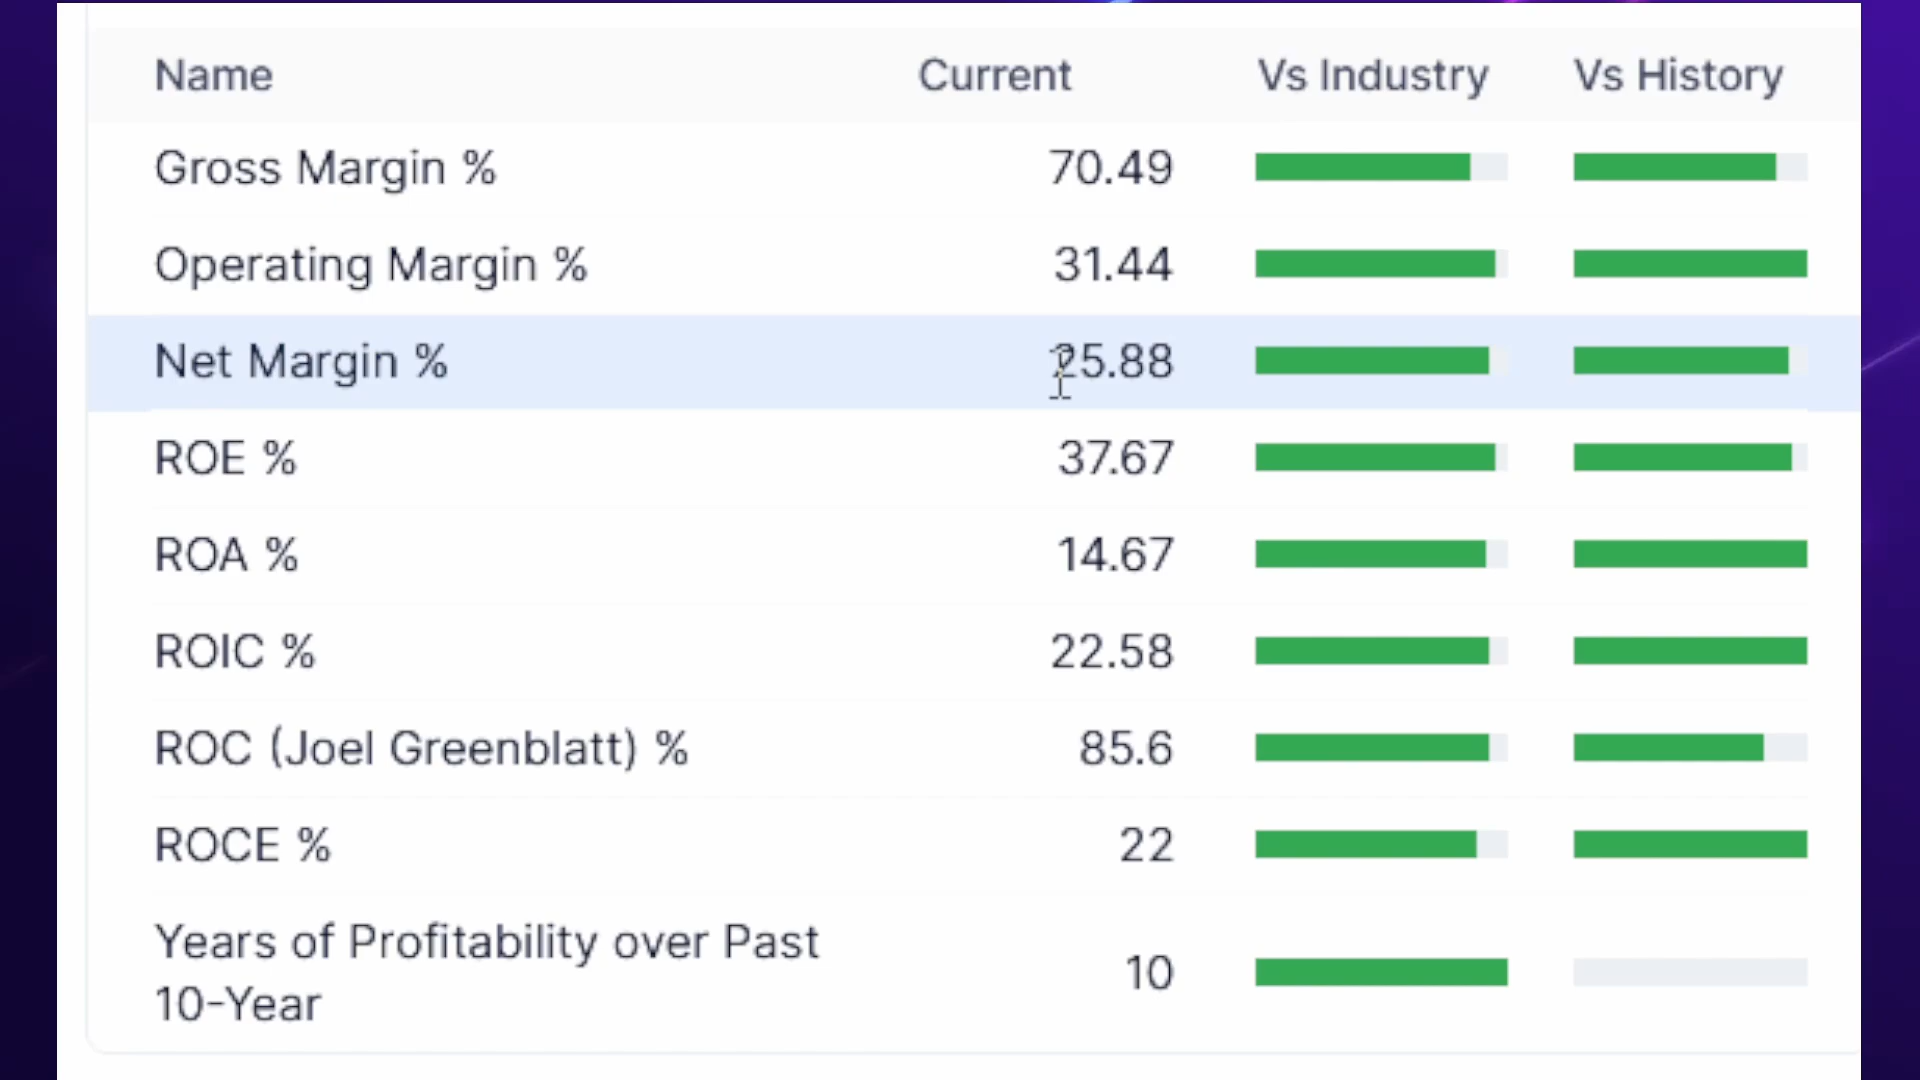 Name Current Vs Industry Vs History
Gross Margin % 70.49
Operating Margin % 31.44
Net Margin % 25.88
ROE % 37.67
ROA % 14.67
ROIC % 22.58
ROC (Joel Greenblatt) % 85.6
ROCE % 22
Years of Profitability over Past
10-Year 10